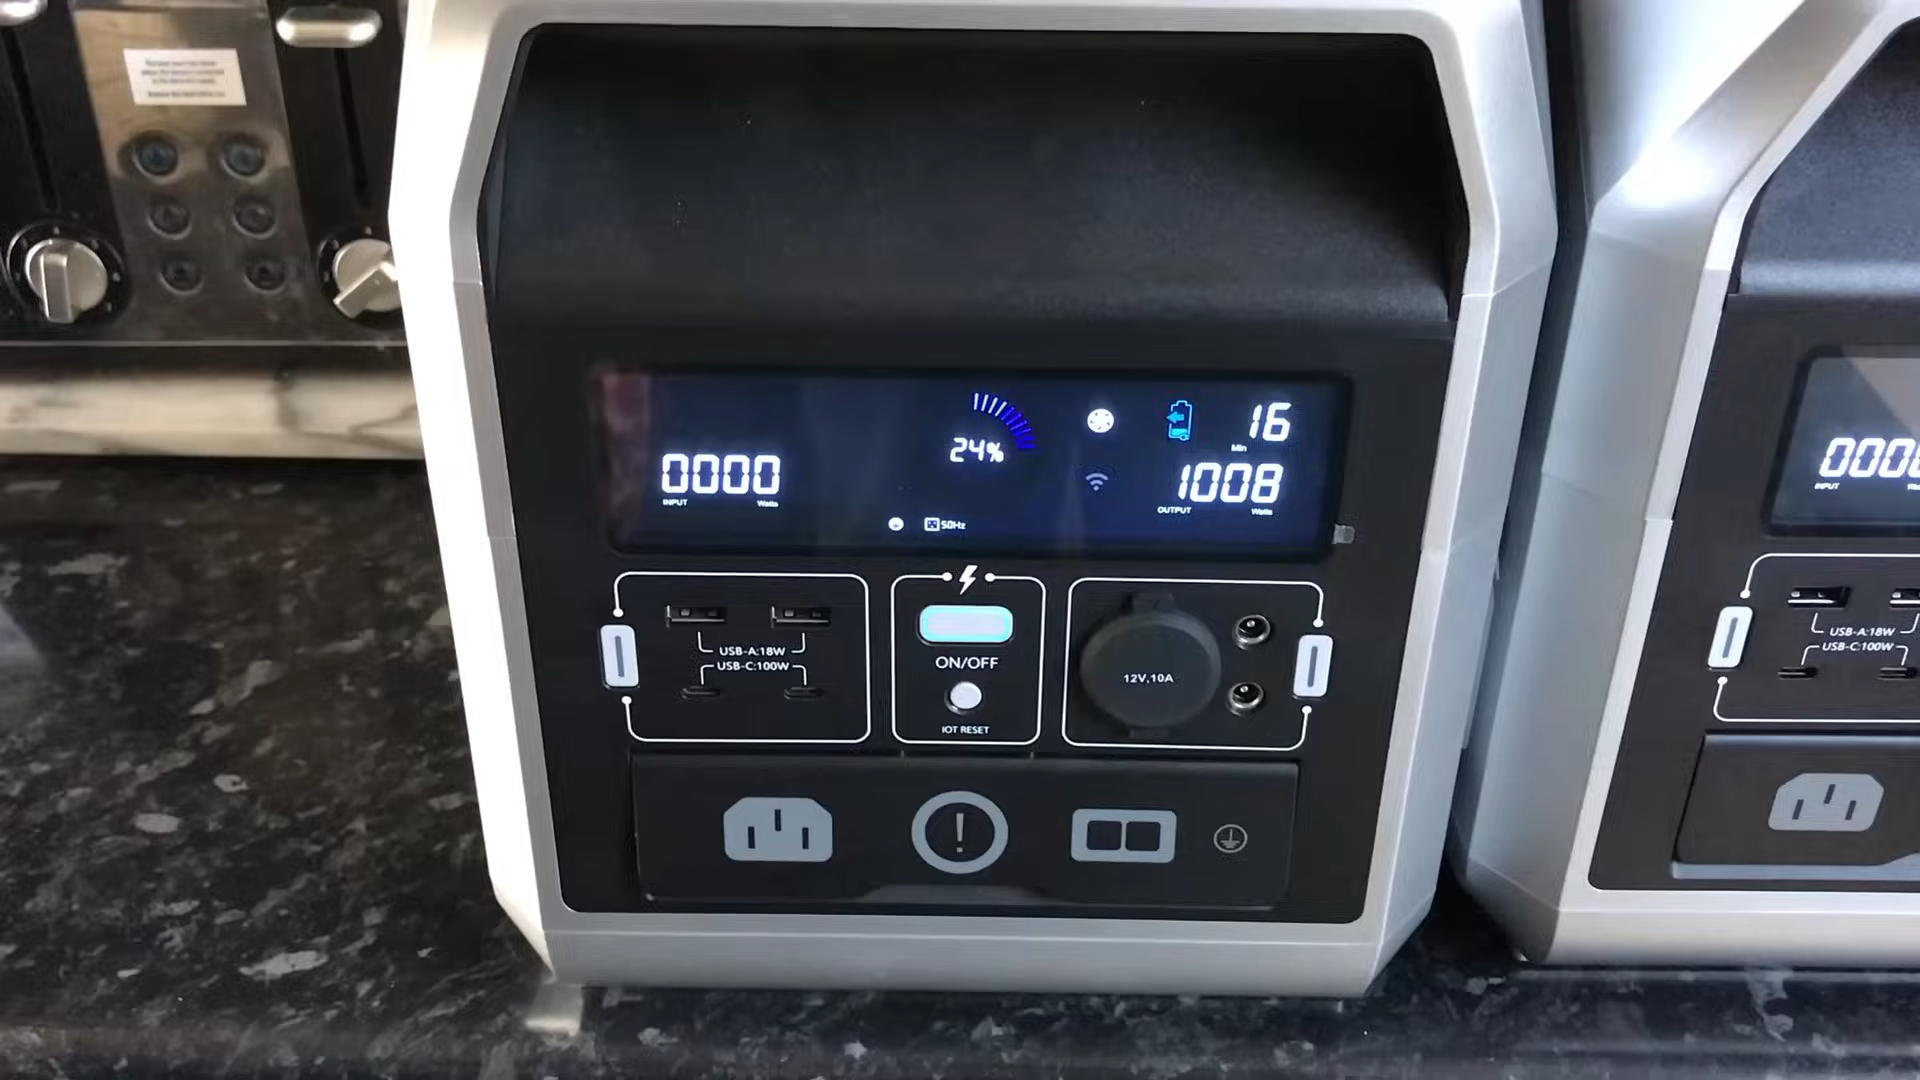 16
Min
24%
0000
1008
INPUT Watts
OUTPUT Watts
50Hz
USB-A:18W
USB-C:100W
ON/OFF
IOT RESET
12V,10A
000
INPUT
USB-A:18W
USB-C:100W